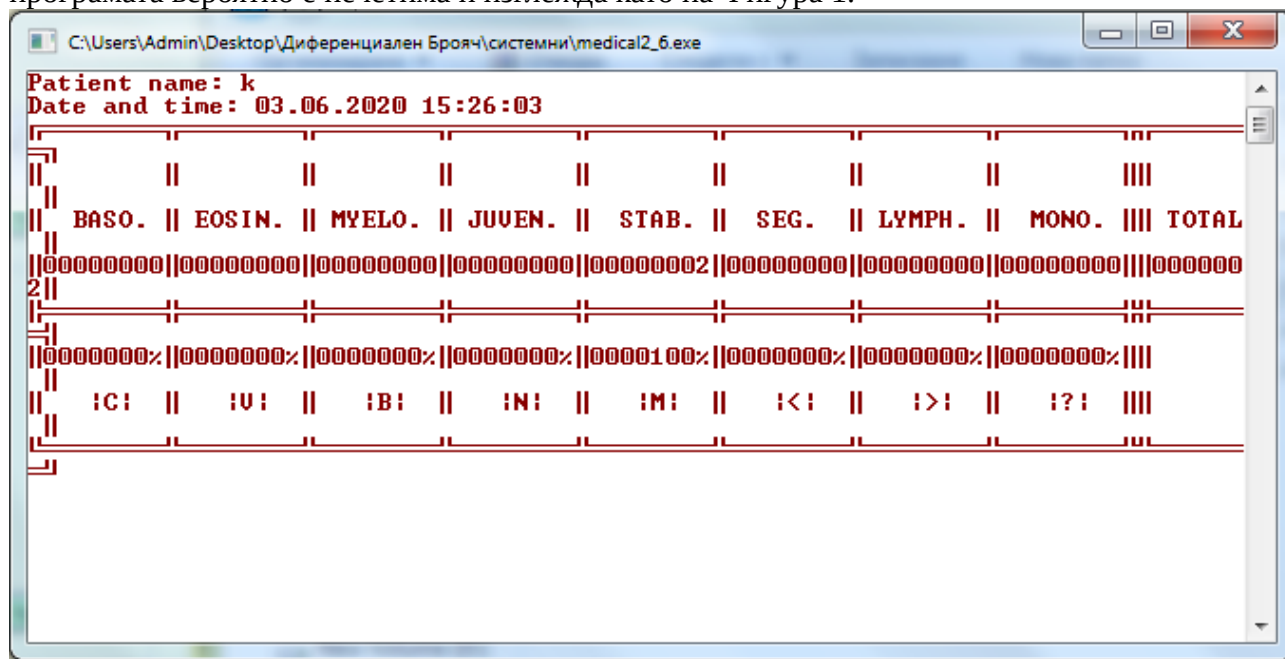 програмата вероятно е нечетима и изглежда като на Фигура 1.
C:\Users\Admin\Desktop\Диференциален Брояч\системни\medical2_6.exe
Patient name: k
Date and time: 03.06.2020 15:26:03
|| BASO. || EOSIN. || MYELO. || JUVEN. || STAB. || SEG. || LYMPH. || MONO. |||| TOTAL
||
||00000000||00000000||00000000||00000000||00000002||00000000||00000000||00000000||||000000
2||
||0000000%||0000000%||0000000%||0000000%||0000100%||0000000%||0000000%||0000000%||||
||
|| |C| || |V| || |B| || |N| || |M| || |<| || |>| || |?| ||||
||